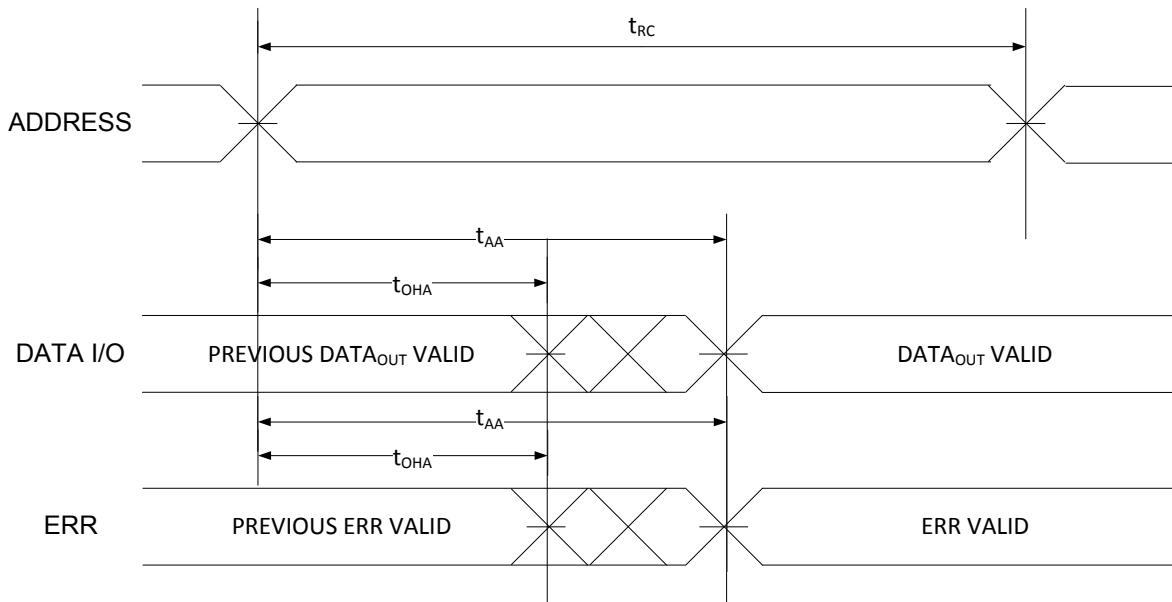 tRC
ADDRESS
tAA
tOHA
DATA I/O
PREVIOUS DATAOUT VALID
DATAOUT VALID
tAA
tOHA
ERR
PREVIOUS ERR VALID
ERR VALID